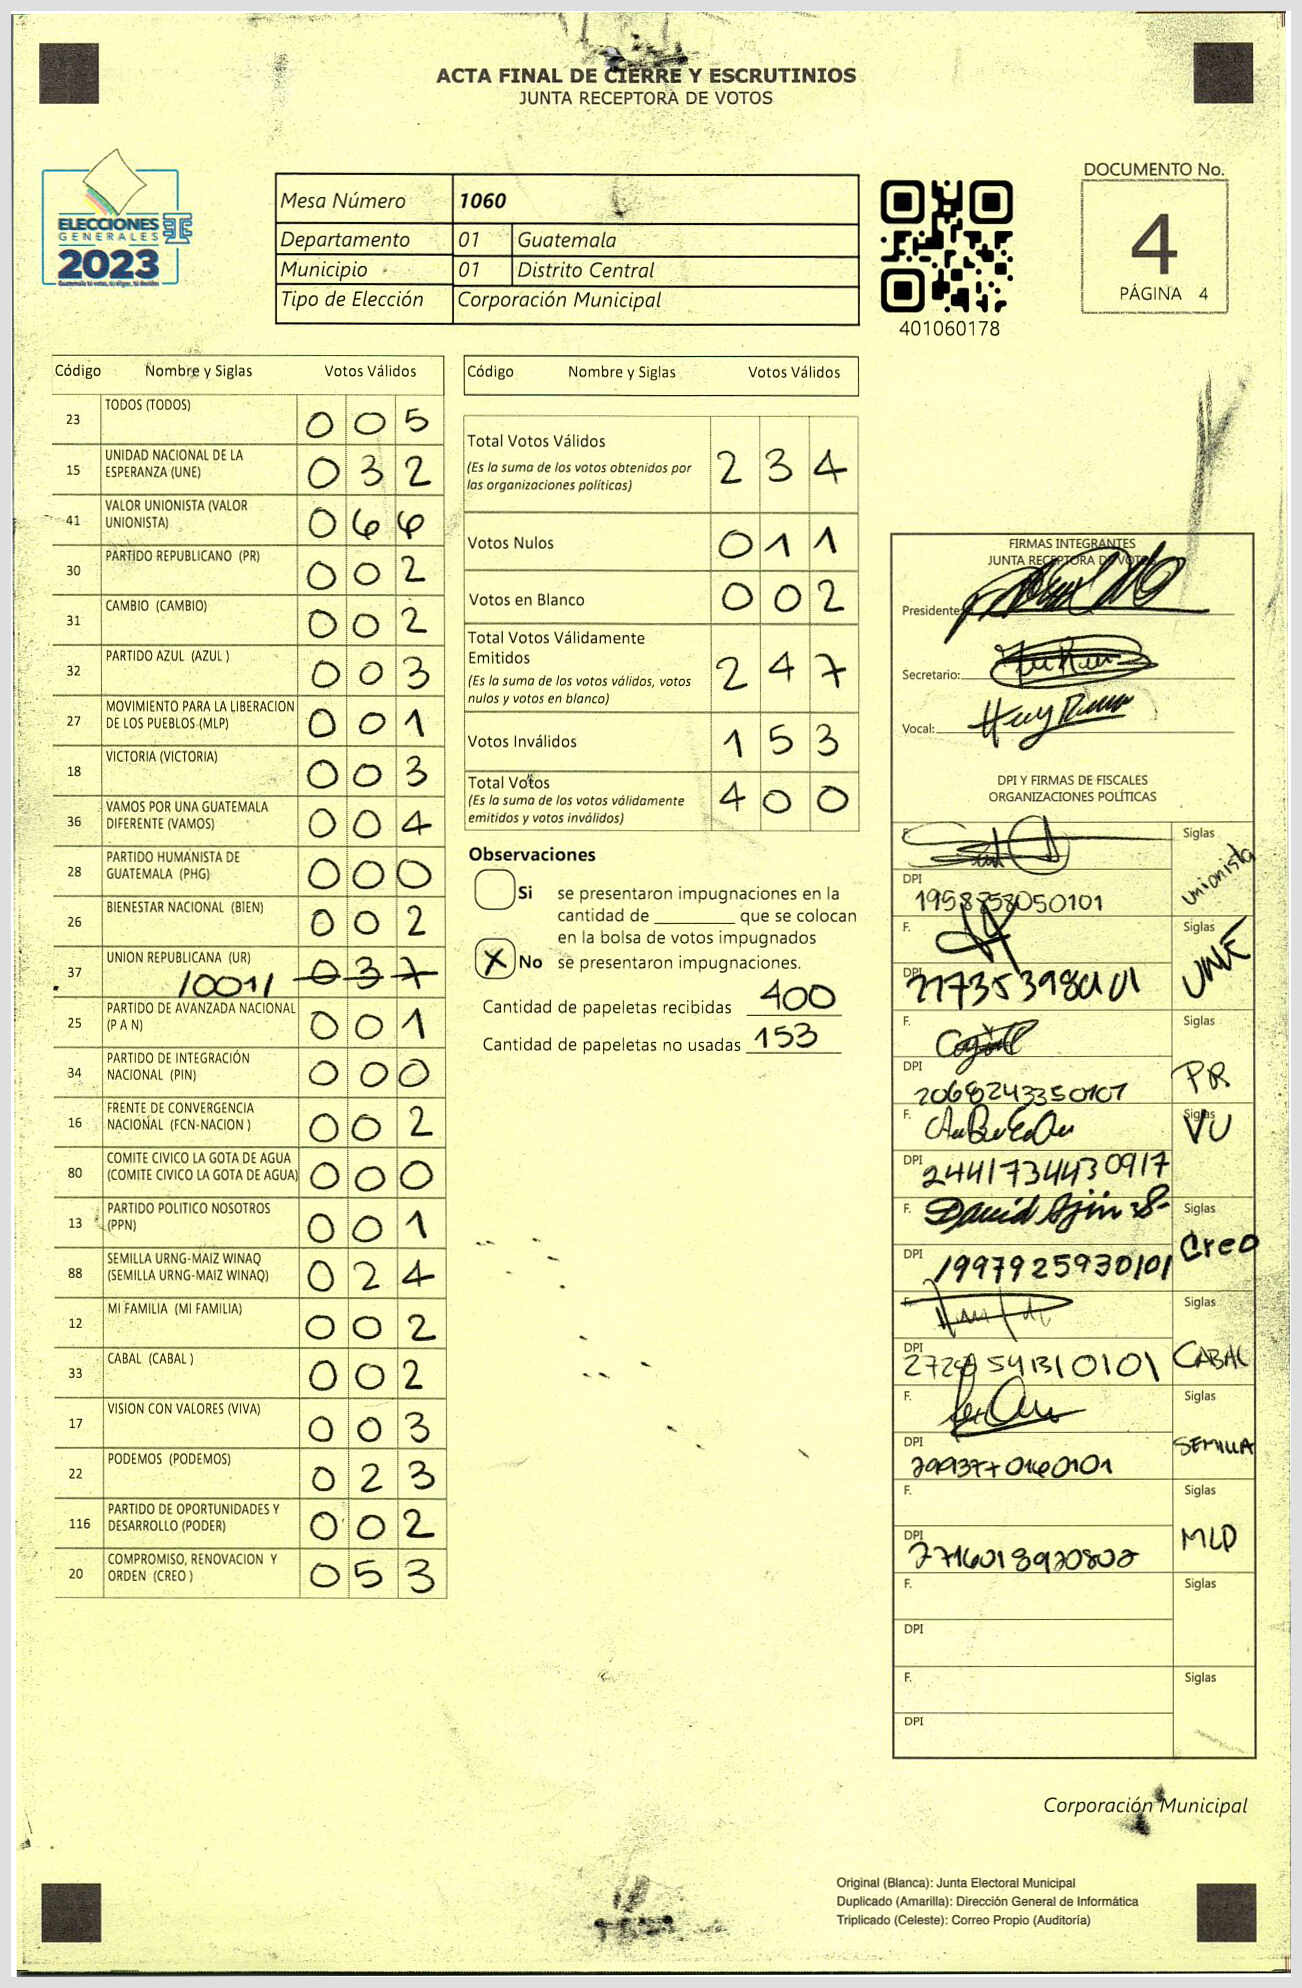 ACTA FINAL DE CIERRE Y ESCRUTINIOS
JUNTA RECEPTORA DE VOTOS
ELECCIONES
GENERALES
2023
Mesa Número 1060
Departamento 01 Guatemala
Municipio 01 Distrito Central
Tipo de Elección Corporación Municipal
401060178
DOCUMENTO No.
4
PÁGINA 4
Código Nombre y Siglas Votos Válidos
23 TODOS (TODOS) 0 0 5
15 UNIDAD NACIONAL DE LA
ESPERANZA (UNE) 0 3 2
41 VALOR UNIONISTA (VALOR
UNIONISTA) 0 6 6
30 PARTIDO REPUBLICANO (PR) 0 0 2
31 CAMBIO (CAMBIO) 0 0 2
32 PARTIDO AZUL (AZUL ) 0 0 3
27 MOVIMIENTO PARA LA LIBERACION
DE LOS PUEBLOS (MLP) 0 0 1
18 VICTORIA (VICTORIA) 0 0 3
36 VAMOS POR UNA GUATEMALA
DIFERENTE (VAMOS) 0 0 4
28 PARTIDO HUMANISTA DE
GUATEMALA (PHG) 0 0 0
26 BIENESTAR NACIONAL (BIEN) 0 0 2
37 UNION REPUBLICANA (UR)
/001/ 0 3 7
25 PARTIDO DE AVANZADA NACIONAL
(P A N) 0 0 1
34 PARTIDO DE INTEGRACIÓN
NACIONAL (PIN) 0 0 0
16 FRENTE DE CONVERGENCIA
NACIONAL (FCN-NACION ) 0 0 2
80 COMITE CIVICO LA GOTA DE AGUA
(COMITE CIVICO LA GOTA DE AGUA) 0 0 0
13 PARTIDO POLITICO NOSOTROS
(PPN) 0 0 1
88 SEMILLA URNG-MAIZ WINAQ
(SEMILLA URNG-MAIZ WINAQ) 0 2 4
12 MI FAMILIA (MI FAMILIA) 0 0 2
33 CABAL (CABAL ) 0 0 2
17 VISION CON VALORES (VIVA) 0 0 3
22 PODEMOS (PODEMOS) 0 2 3
116 PARTIDO DE OPORTUNIDADES Y
DESARROLLO (PODER) 0 0 2
20 COMPROMISO, RENOVACION Y
ORDEN (CREO ) 0 5 3
Código Nombre y Siglas Votos Válidos
Total Votos Válidos 2 3 4
(Es la suma de los votos obtenidos por
las organizaciones políticas)
Votos Nulos 0 1 1
Votos en Blanco 0 0 2
Total Votos Válidamente
Emitidos 2 4 7
(Es la suma de los votos válidos, votos
nulos y votos en blanco)
Votos Inválidos 1 5 3
Total Votos 4 0 0
(Es la suma de los votos válidamente
emitidos y votos inválidos)
Observaciones
Si se presentaron impugnaciones en la
cantidad de que se colocan
en la bolsa de votos impugnados
X No se presentaron impugnaciones.
Cantidad de papeletas recibidas 400
Cantidad de papeletas no usadas 153
FIRMAS INTEGRANTES
JUNTA RECEPTORA DE VOTOS
Presidente:
Secretario:
Vocal:
DPI Y FIRMAS DE FISCALES
ORGANIZACIONES POLÍTICAS
F. Siglas
Unionista
DPI
F. Siglas
UNE
DPI
F. Siglas
PR
DPI
2068243350107
F. Siglas
VU
DPI
2441734430917
F. Siglas
Creo
DPI
1997925930101
F. Siglas
CABAL
DPI
F. Siglas
SEMILLA
DPI
F. Siglas
DPI
F. Siglas
DPI
F. Siglas
DPI
Corporación Municipal
Original (Blanca): Junta Electoral Municipal
Duplicado (Amarilla): Dirección General de Informática
Triplicado (Celeste): Correo Propio (Auditoría)